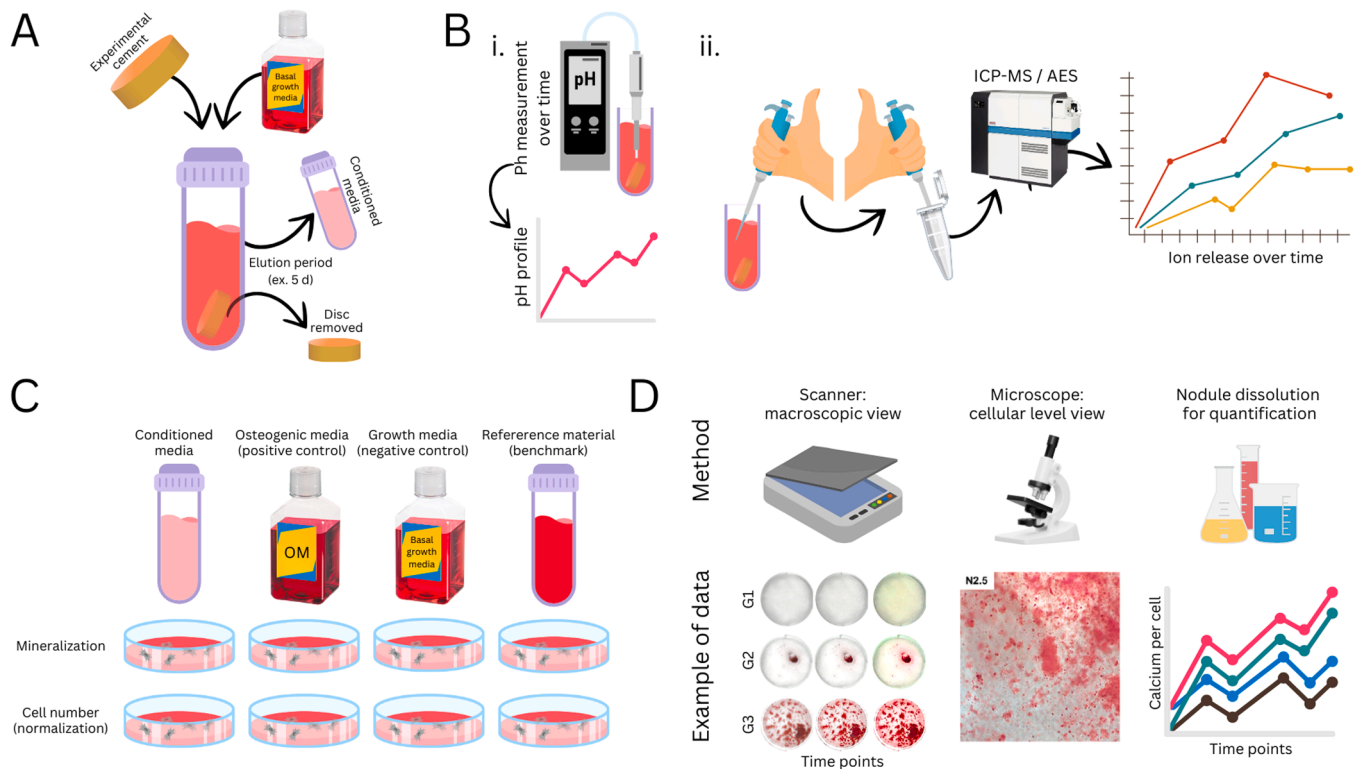 A
Experimental
cement
Basal
growth
media
Conditioned
media
Elution period
(ex. 5 d)
Disc
removed
B
i.
Ph measurement
over time
pH
pH profile
ii.
ICP-MS / AES
Ion release over time
C
Conditioned
media
Osteogenic media
(positive control)
Growth media
(negative control)
Refererence material
(benchmark)
OM
Basal
growth
media
Mineralization
Cell number
(normalization)
D
Method
Scanner:
macroscopic view
Microscope:
cellular level view
Nodule dissolution
for quantification
Example of data
G1
G2
G3
Time points
N2.5
Calcium per cell
Time points